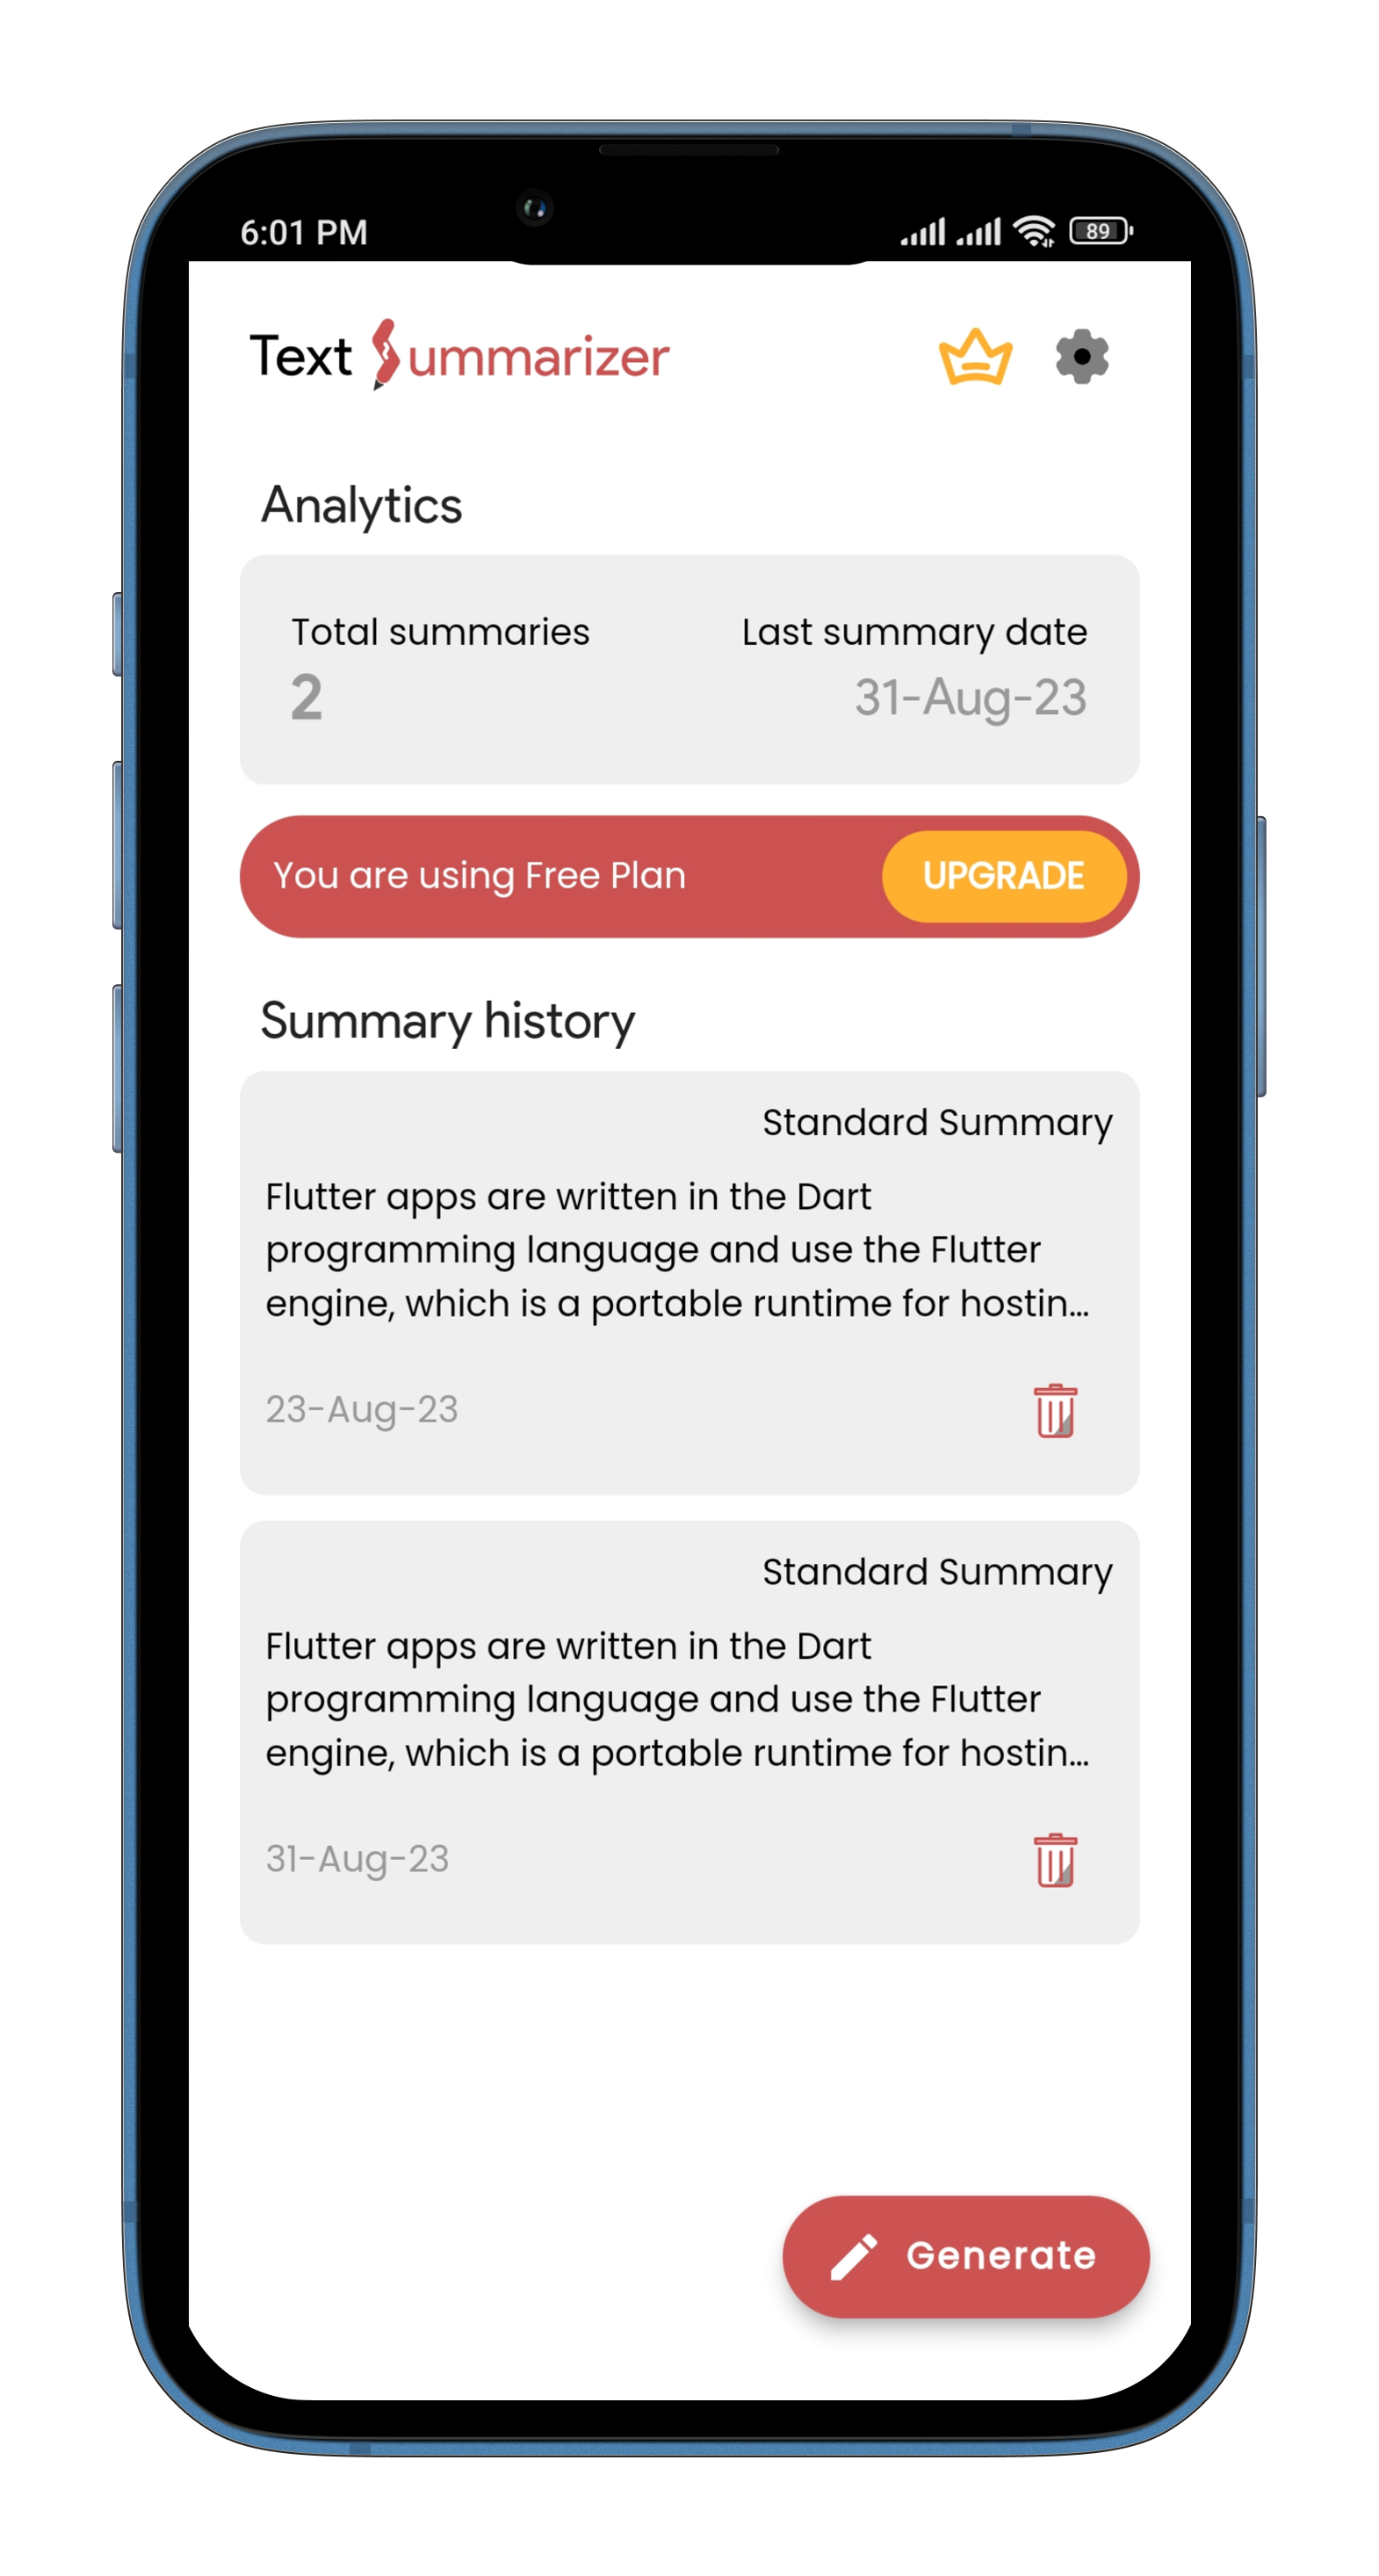 6:01 PM
89
Text Summarizer
Analytics
Total summaries
Last summary date
2
31-Aug-23
You are using Free Plan
UPGRADE
Summary history
Standard Summary
Flutter apps are written in the Dart
programming language and use the Flutter
engine, which is a portable runtime for hostin...
23-Aug-23
Standard Summary
Flutter apps are written in the Dart
programming language and use the Flutter
engine, which is a portable runtime for hostin...
31-Aug-23
Generate